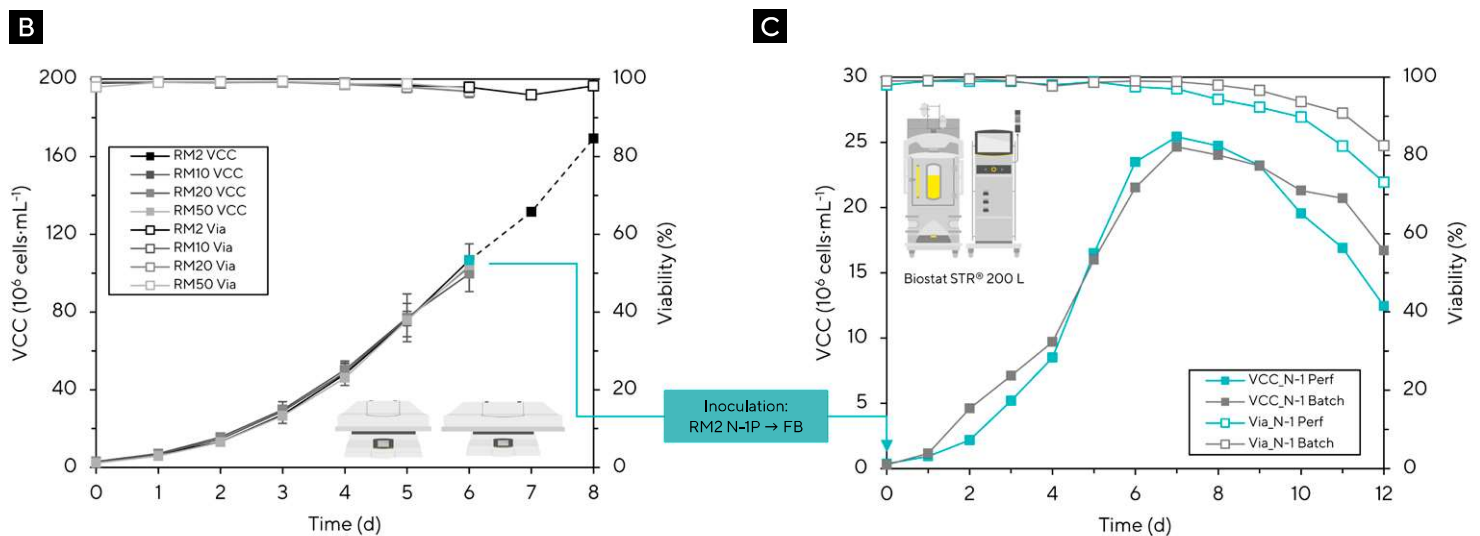 B
200
160
120
80
40
0
VCC (10⁶ cells·mL⁻¹)
RM2 VCC
RM10 VCC
RM20 VCC
RM50 VCC
RM2 Via
RM10 Via
RM20 Via
RM50 Via
100
80
60
40
20
0
Viability (%)
0 1 2 3 4 5 6 7 8
Time (d)
Inoculation:
RM2 N-1P → FB
C
30
25
20
15
10
5
0
VCC (10⁶ cells·mL⁻¹)
Biostat STR® 200 L
VCC_N-1 Perf
VCC_N-1 Batch
Via_N-1 Perf
Via_N-1 Batch
100
80
60
40
20
0
Viability (%)
0 2 4 6 8 10 12
Time (d)